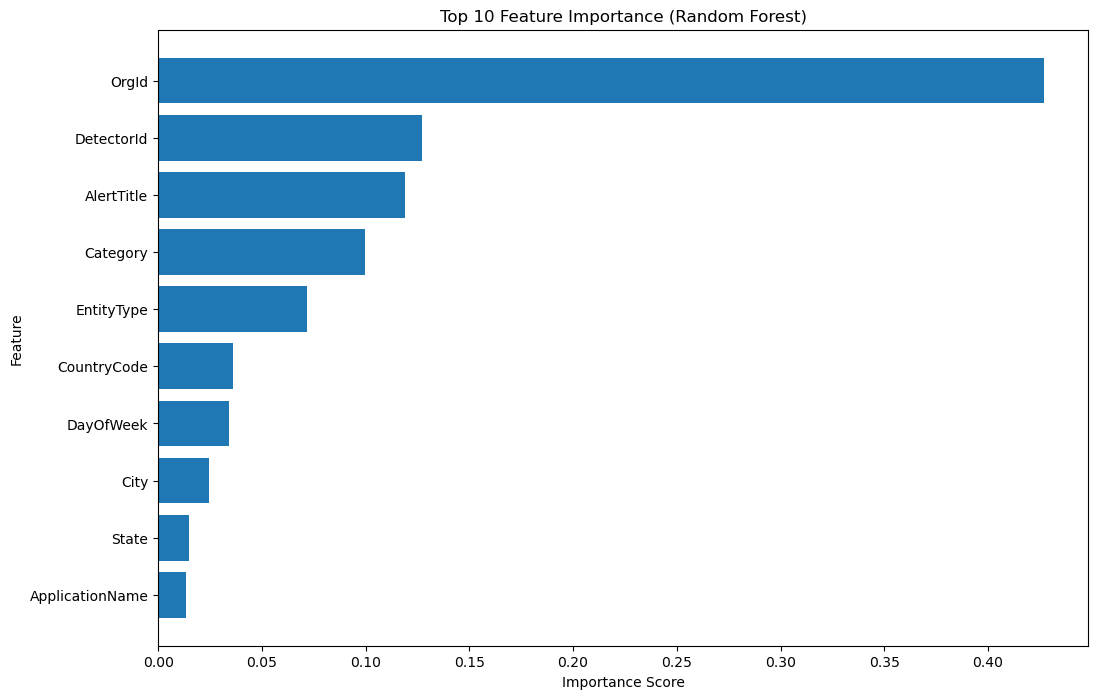 Top 10 Feature Importance (Random Forest)
Feature
OrgId
DetectorId
AlertTitle
Category
EntityType
CountryCode
DayOfWeek
City
State
ApplicationName
0.00 0.05 0.10 0.15 0.20 0.25 0.30 0.35 0.40
Importance Score